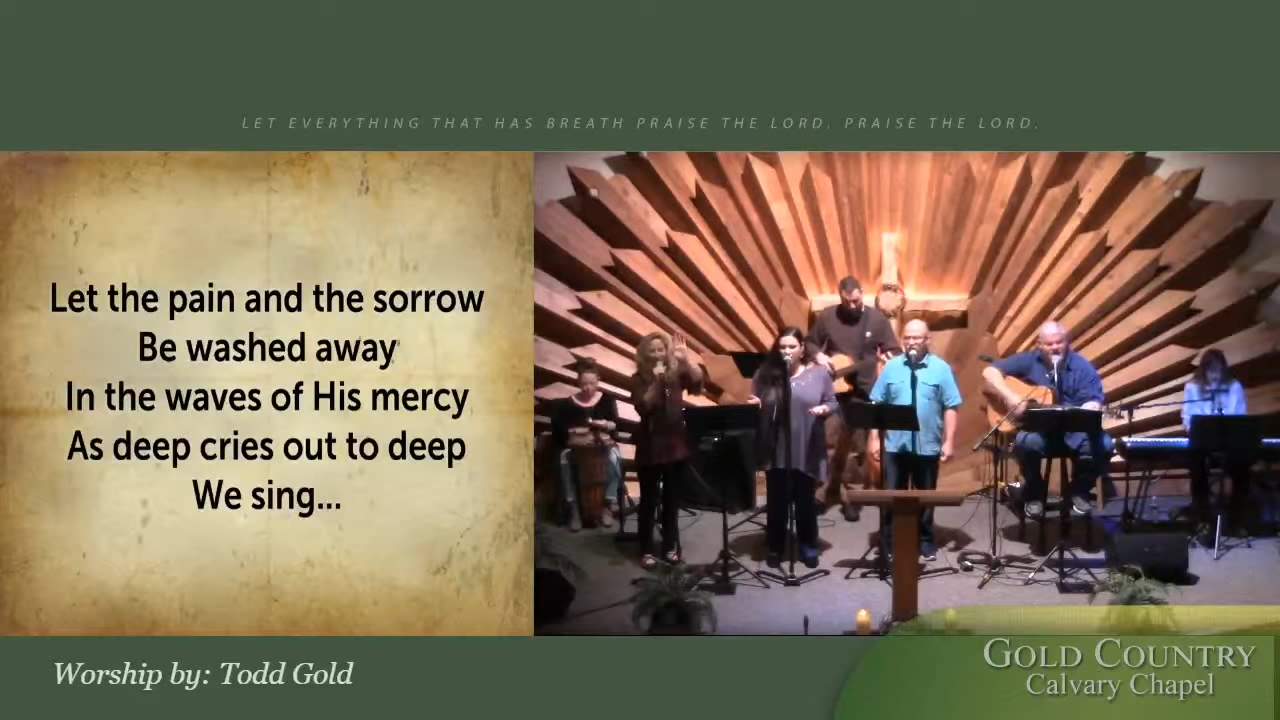 LET EVERYTHING THAT HAS BREATH PRAISE THE LORD. PRAISE THE LORD.
Let the pain and the sorrow
Be washed away
In the waves of His mercy
As deep cries out to deep
We sing...
Worship by: Todd Gold
GOLD COUNTRY
Calvary Chapel